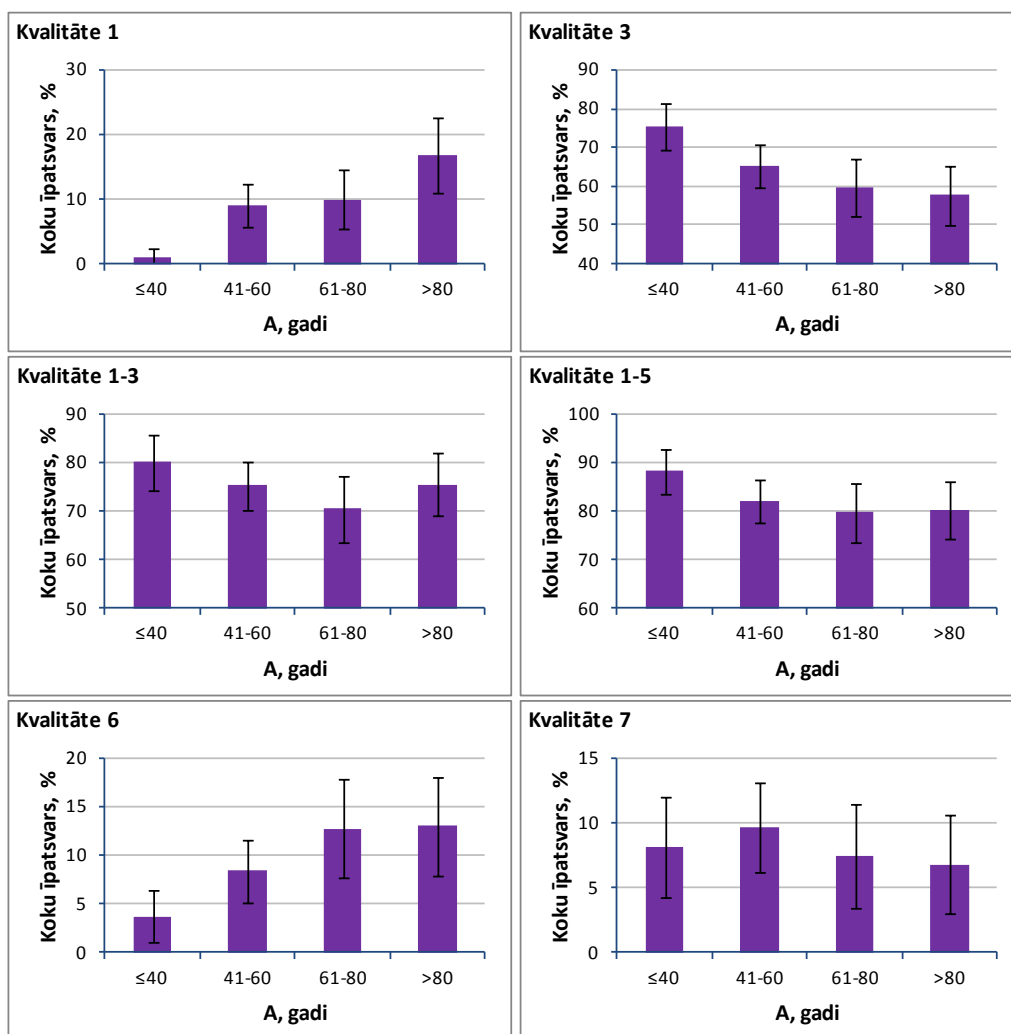 Kvalitāte 1
Koku īpatsvars, %
30
20
10
0
≤40 41-60 61-80 >80
A, gadi
Kvalitāte 3
Koku īpatsvars, %
90
80
70
60
50
40
≤40 41-60 61-80 >80
A, gadi
Kvalitāte 1-3
Koku īpatsvars, %
90
80
70
60
50
≤40 41-60 61-80 >80
A, gadi
Kvalitāte 1-5
Koku īpatsvars, %
100
90
80
70
60
≤40 41-60 61-80 >80
A, gadi
Kvalitāte 6
Koku īpatsvars, %
20
15
10
5
0
≤40 41-60 61-80 >80
A, gadi
Kvalitāte 7
Koku īpatsvars, %
15
10
5
0
≤40 41-60 61-80 >80
A, gadi